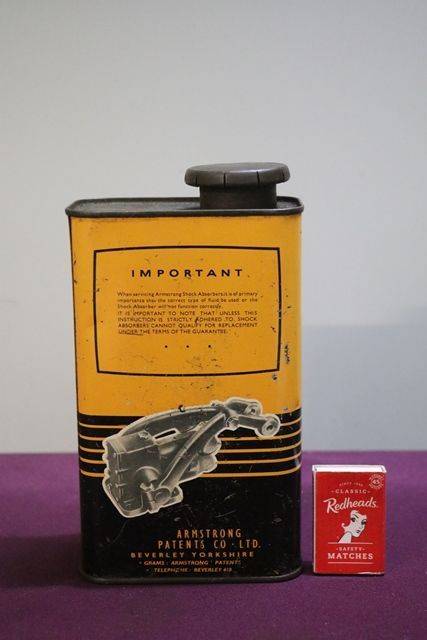 IMPORTANT
When servicing Armstrong Shock Absorbers it is of primary
importance that the correct type of fluid be used or the
Shock Absorber will not function correctly.
IT IS IMPORTANT TO NOTE THAT UNLESS THIS
INSTRUCTION IS STRICTLY ADHERED TO, SHOCK
ABSORBERS CANNOT QUALIFY FOR REPLACEMENT
UNDER THE TERMS OF THE GUARANTEE.
ARMSTRONG
PATENTS CO · LTD.
BEVERLEY YORKSHIRE
GRAMS · ARMSTRONG PATENTS
TELEPHONE · BEVERLEY
SINCE
CLASSIC
Redheads
SAFETY
MATCHES
45